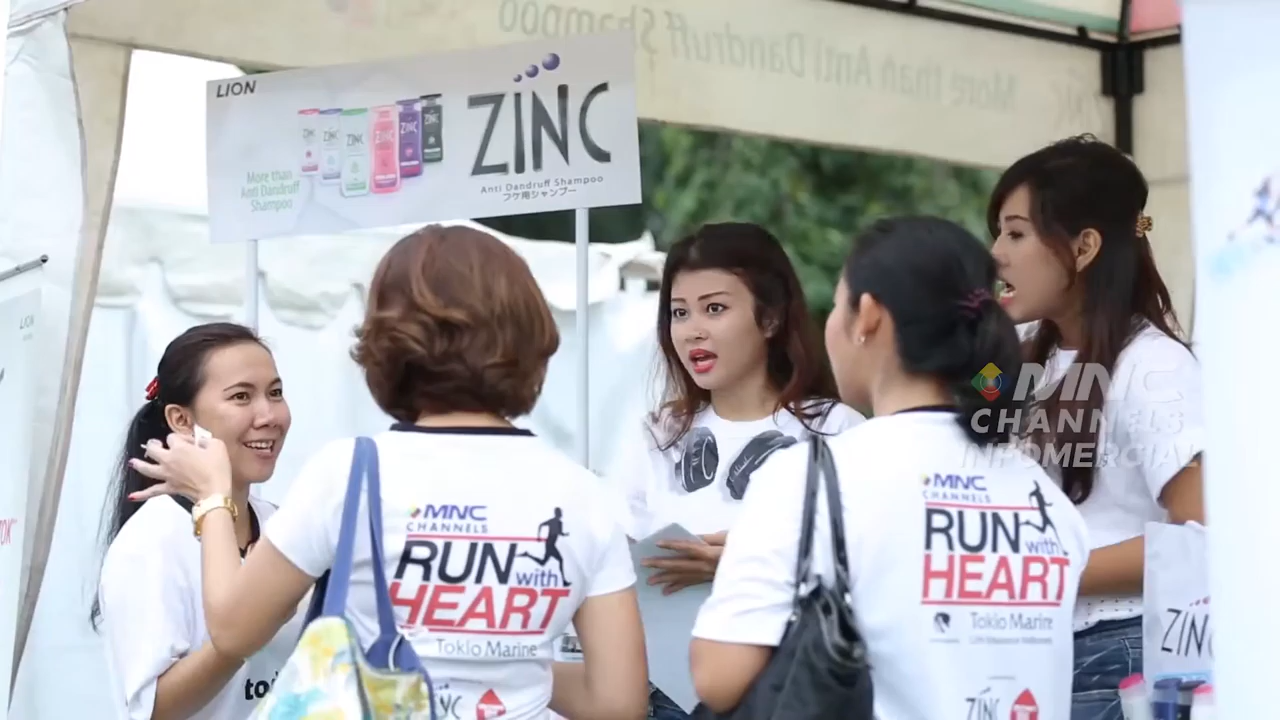 More than Anti Dandruff Shampoo
LION
ZINC
More than
Anti Dandruff
Shampoo
Anti Dandruff Shampoo
フケ用シャンプー
LION
MNC
CHANNELS
INFOMERCIAL
MNC
CHANNELS
RUN
with
HEART
Tokio Marine
ZINC
MNC
CHANNELS
RUN
with
HEART
Tokio Marine
ZINC
ZINC